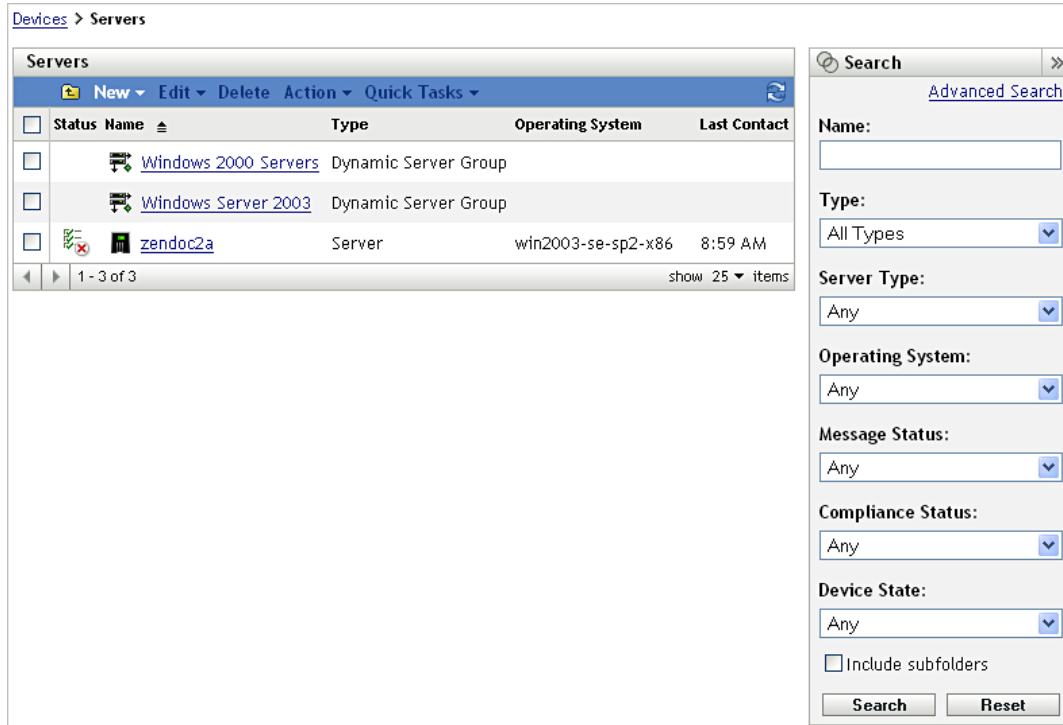 Devices > Servers
Servers
New Edit Delete Action Quick Tasks
Status Name Type Operating System Last Contact
Windows 2000 Servers Dynamic Server Group
Windows Server 2003 Dynamic Server Group
zendoc2a Server win2003-se-sp2-x86 8:59 AM
1 - 3 of 3 show 25 items
Search
Advanced Search
Name:
Type:
All Types
Server Type:
Any
Operating System:
Any
Message Status:
Any
Compliance Status:
Any
Device State:
Any
Include subfolders
Search Reset